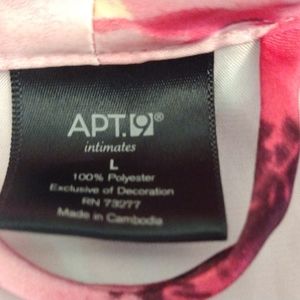 APT.9®
intimates
L
100% Polyester
Exclusive of Decoration
RN 73277
Made in Cambodia